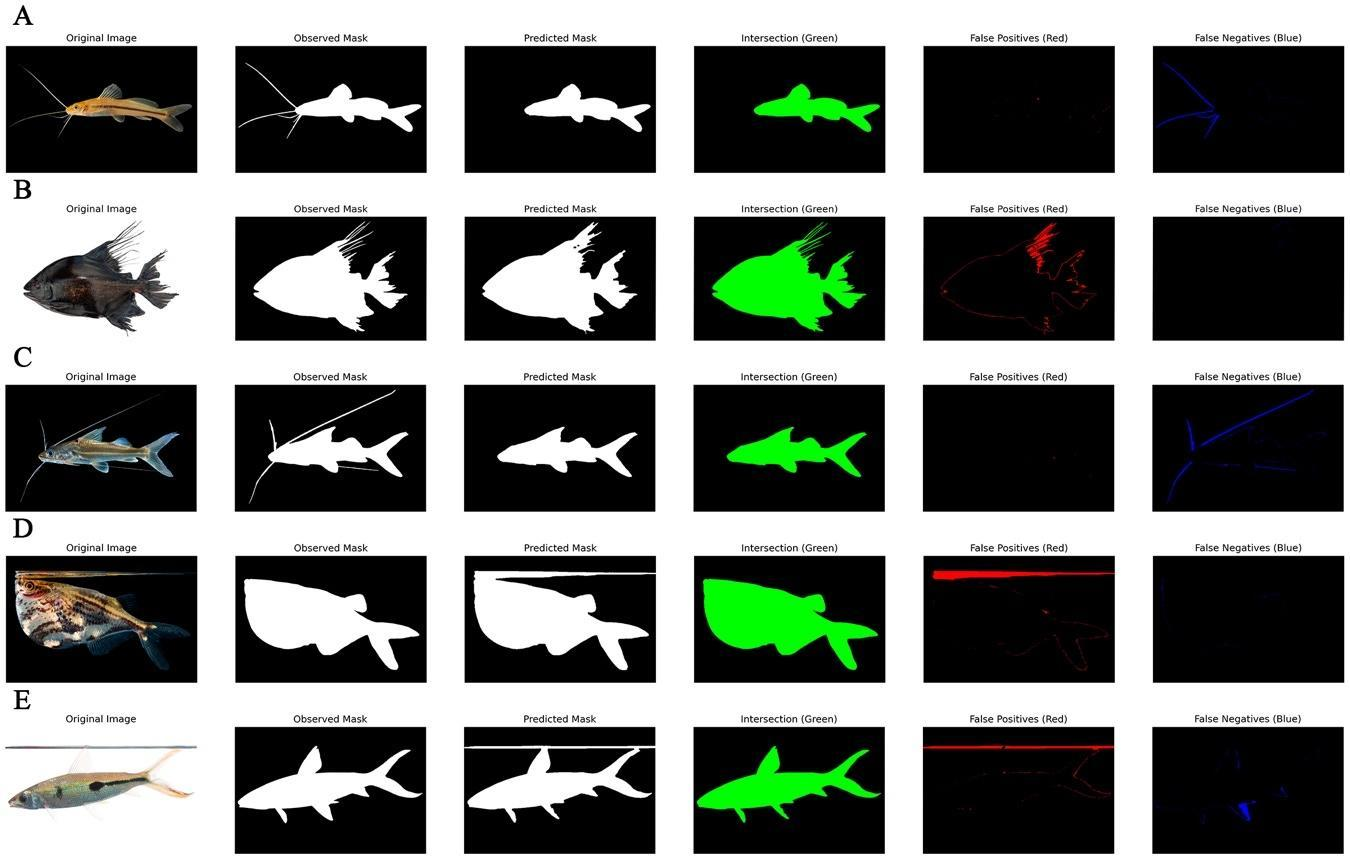 A
Original Image Observed Mask Predicted Mask Intersection (Green) False Positives (Red) False Negatives (Blue)
B
Original Image Observed Mask Predicted Mask Intersection (Green) False Positives (Red) False Negatives (Blue)
C
Original Image Observed Mask Predicted Mask Intersection (Green) False Positives (Red) False Negatives (Blue)
D
Original Image Observed Mask Predicted Mask Intersection (Green) False Positives (Red) False Negatives (Blue)
E
Original Image Observed Mask Predicted Mask Intersection (Green) False Positives (Red) False Negatives (Blue)